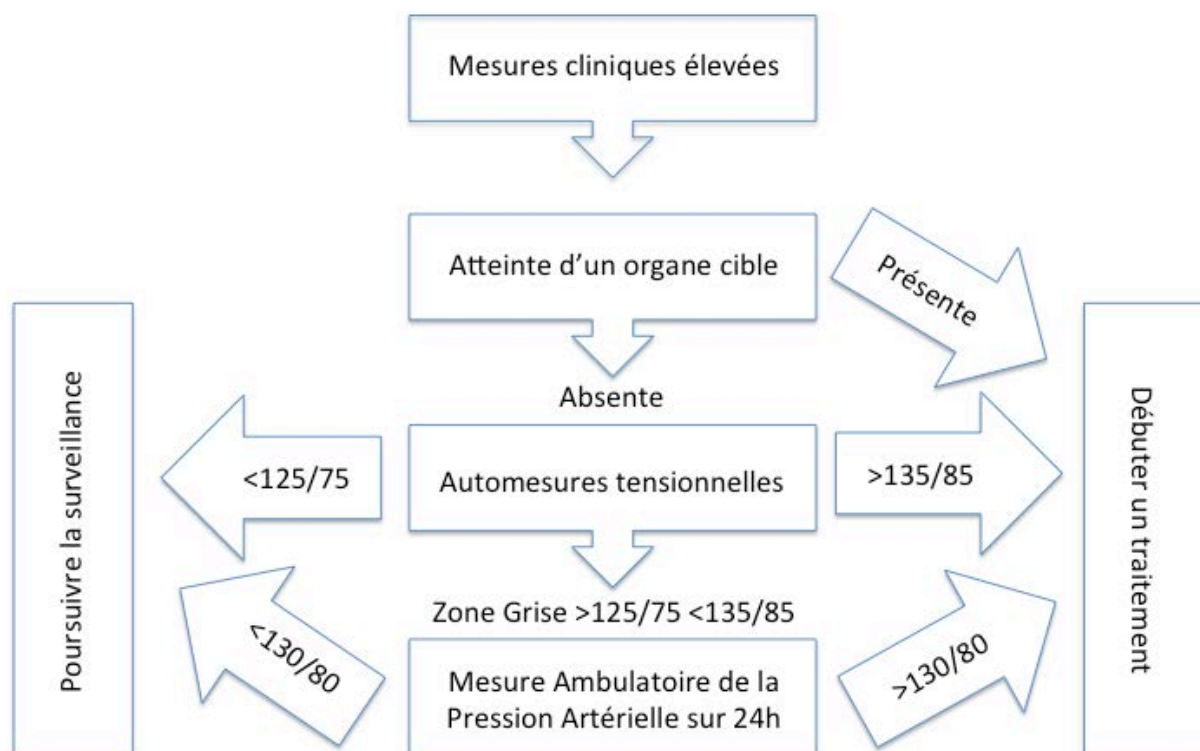 Mesures cliniques élevées
Atteinte d'un organe cible
Présente
Absente
Poursuivre la surveillance
<125/75
Automesures tensionnelles
>135/85
Débuter un traitement
Zone Grise >125/75 <135/85
<130/80
Mesure Ambulatoire de la
Pression Artérielle sur 24h
>130/80